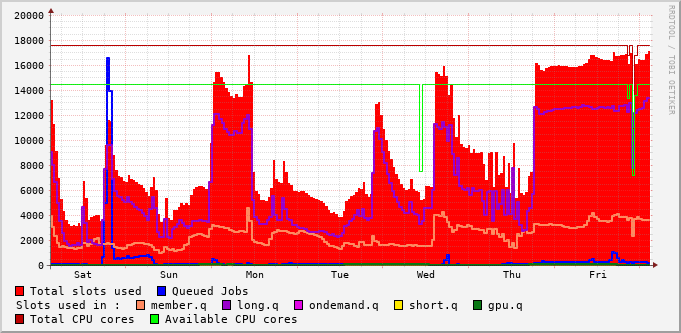 20000
18000
16000
14000
12000
10000
8000
6000
4000
2000
0
Sat Sun Mon Tue Wed Thu Fri
RRDTOOL / TOBI OETIKER
Total slots used Queued Jobs
Slots used in : member.q long.q ondemand.q short.q gpu.q
Total CPU cores Available CPU cores